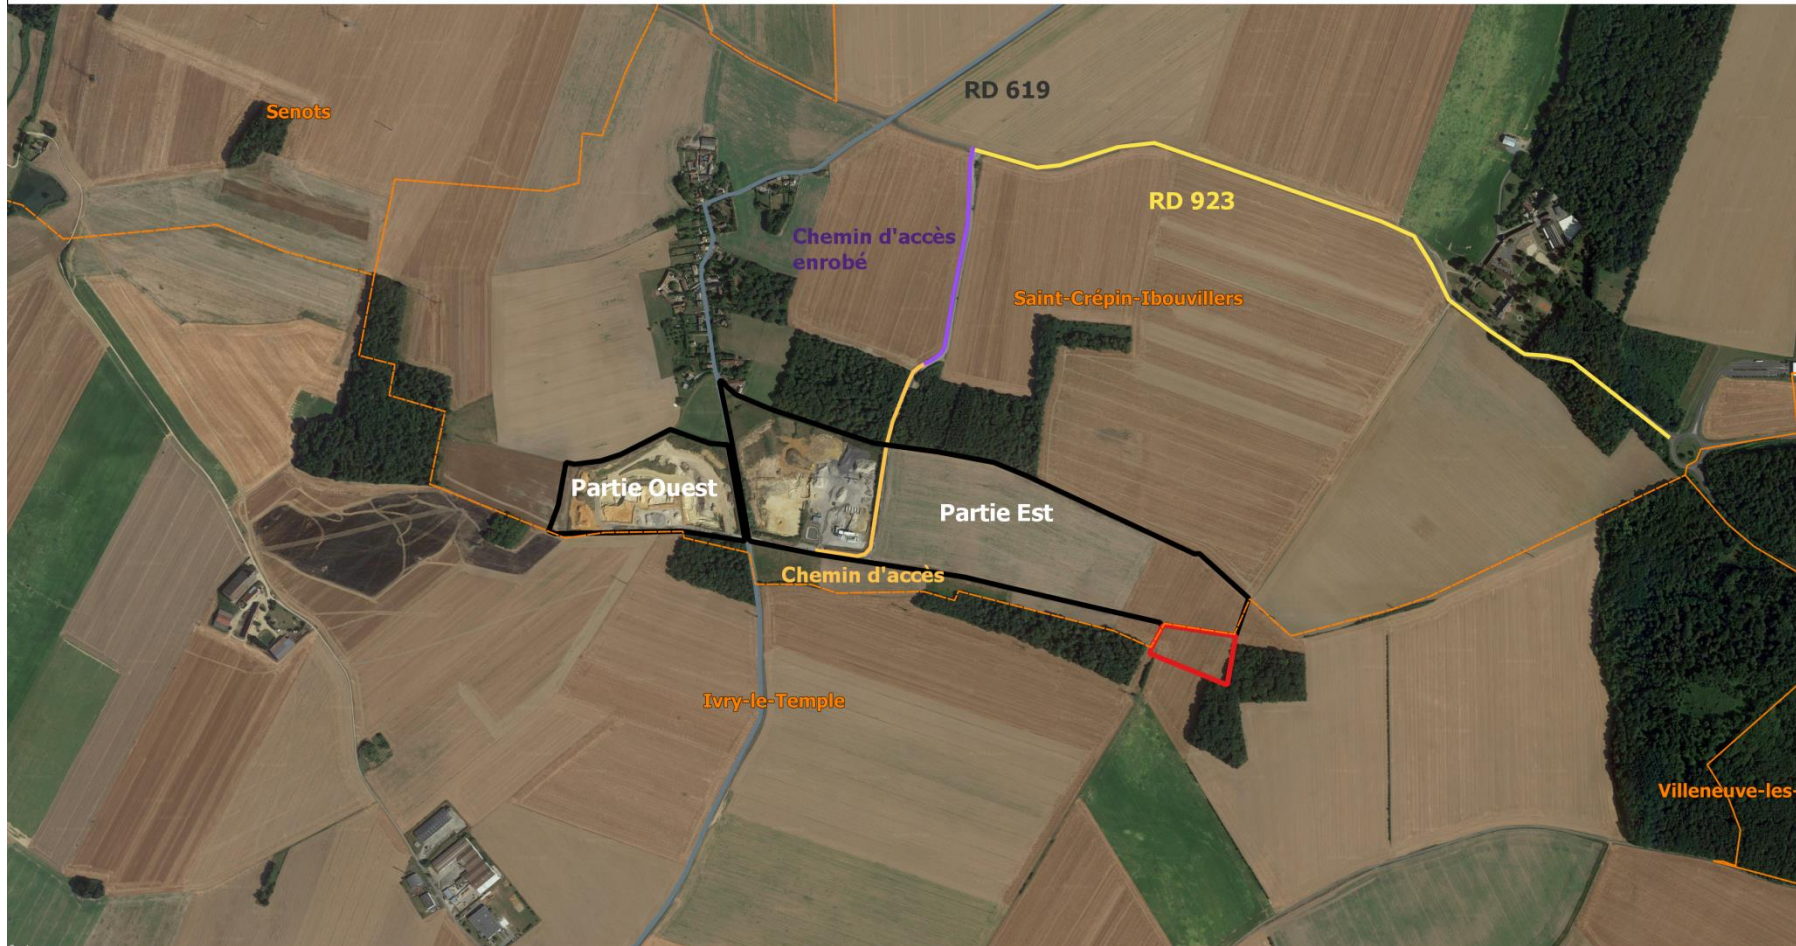 RD 619
Senots
RD 923
Chemin d'accès
enrobé
Saint-Crépin-Ibouvillers
Partie Ouest
Partie Est
Chemin d'accès
Ivry-le-Temple
Villeneuve-les-